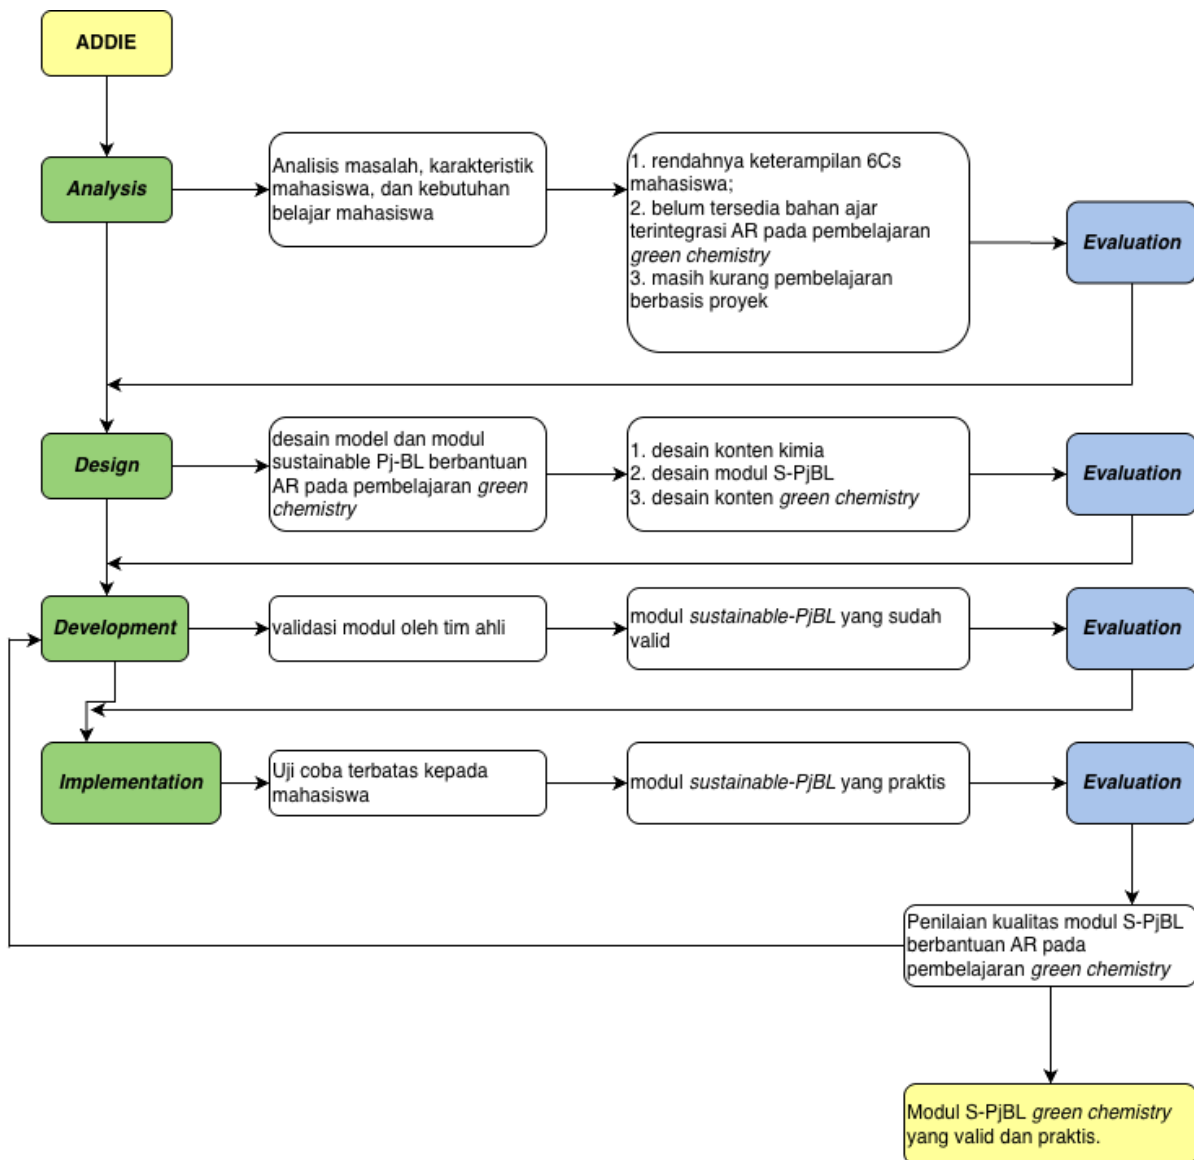 ADDIE
Analysis
Analisis masalah, karakteristik
mahasiswa, dan kebutuhan
belajar mahasiswa
1. rendahnya keterampilan 6Cs
mahasiswa;
2. belum tersedia bahan ajar
terintegrasi AR pada pembelajaran
green chemistry
3. masih kurang pembelajaran
berbasis proyek
Evaluation
Design
desain model dan modul
sustainable Pj-BL berbantuan
AR pada pembelajaran green
chemistry
1. desain konten kimia
2. desain modul S-PjBL
3. desain konten green chemistry
Evaluation
Development
validasi modul oleh tim ahli
modul sustainable-PjBL yang sudah
valid
Evaluation
Implementation
Uji coba terbatas kepada
mahasiswa
modul sustainable-PjBL yang praktis
Evaluation
Penilaian kualitas modul S-PjBL
berbantuan AR pada
pembelajaran green chemistry
Modul S-PjBL green chemistry
yang valid dan praktis.